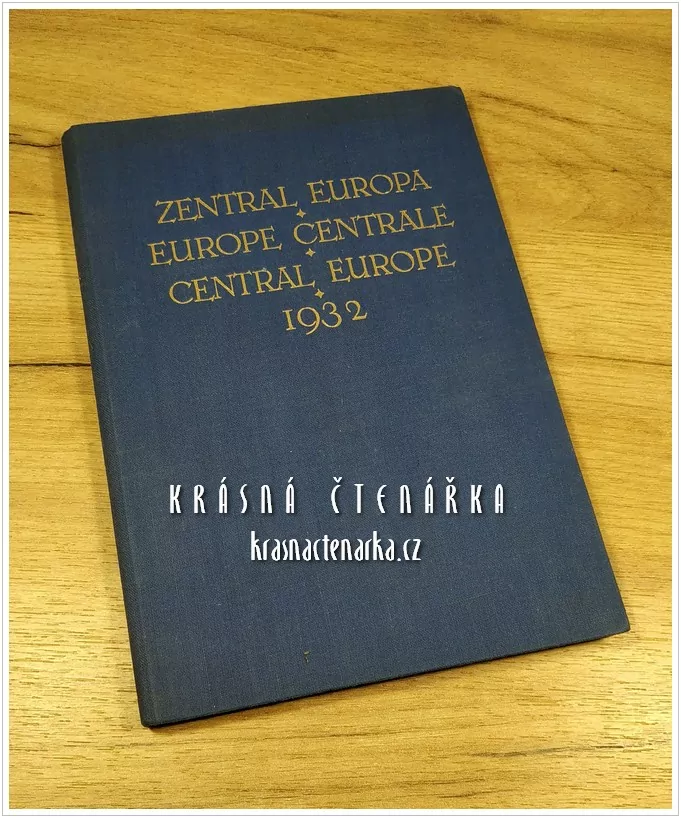 ZENTRAL EUROPA
EUROPE CENTRALE
CENTRAL EUROPE
1932
KRÁSNÁ ČTENÁŘKA
krasnactenarka.cz